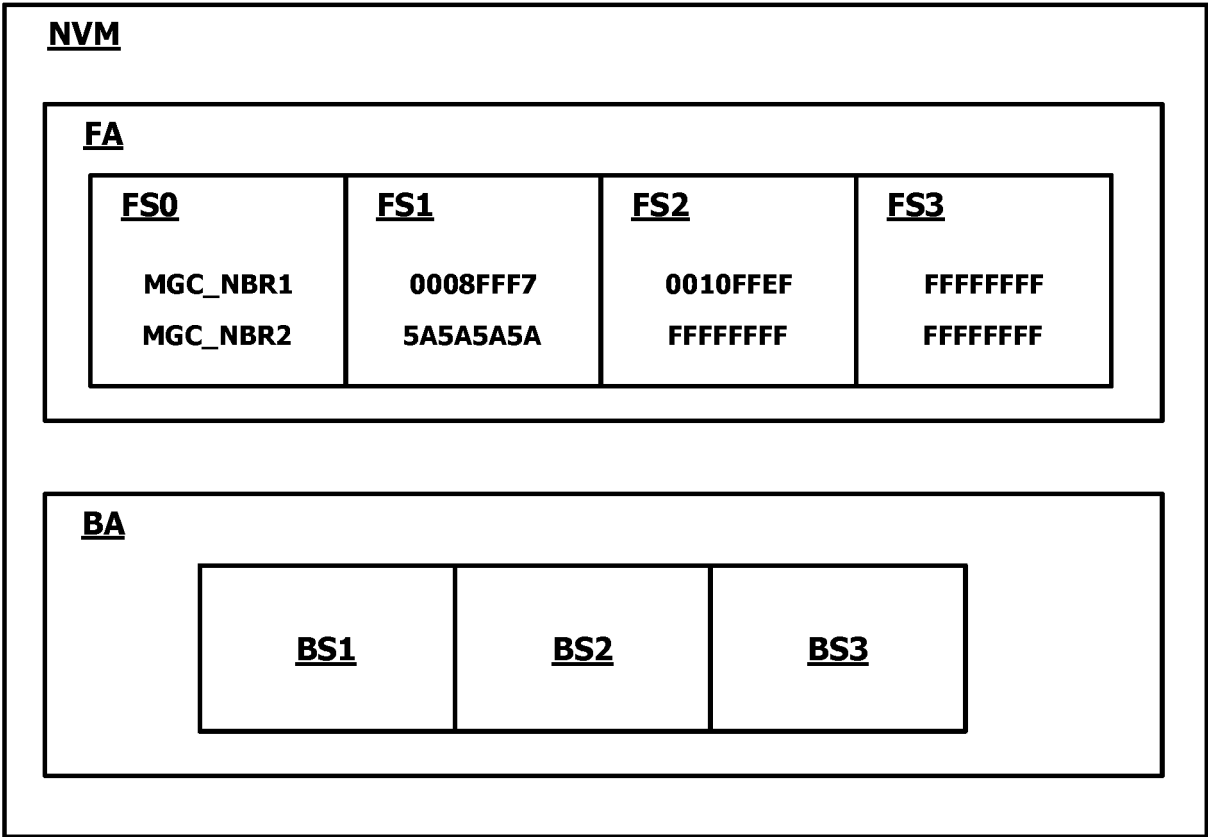 NVM
FA
FS0 FS1 FS2 FS3
MGC_NBR1 0008FFF7 0010FFEF FFFFFFFF
MGC_NBR2 5A5A5A5A FFFFFFFF FFFFFFFF
BA
BS1 BS2 BS3